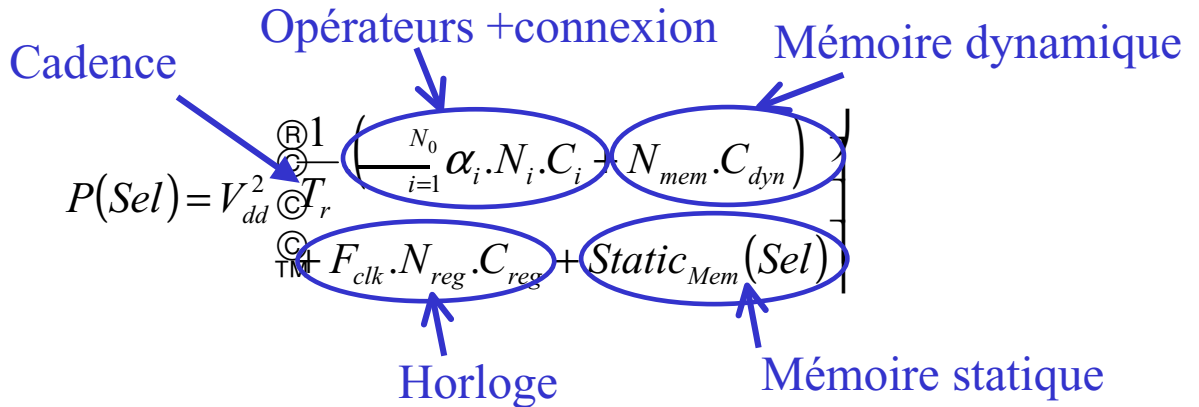 Opérateurs +connexion
Mémoire dynamique
Cadence
P(Sel) = V_dd^2 ®©©©™ 1 / T_r ( N_0 i=1 α_i.N_i.C_i + N_mem.C_dyn )
+ F_clk.N_reg.C_reg + Static_Mem(Sel)
Horloge
Mémoire statique